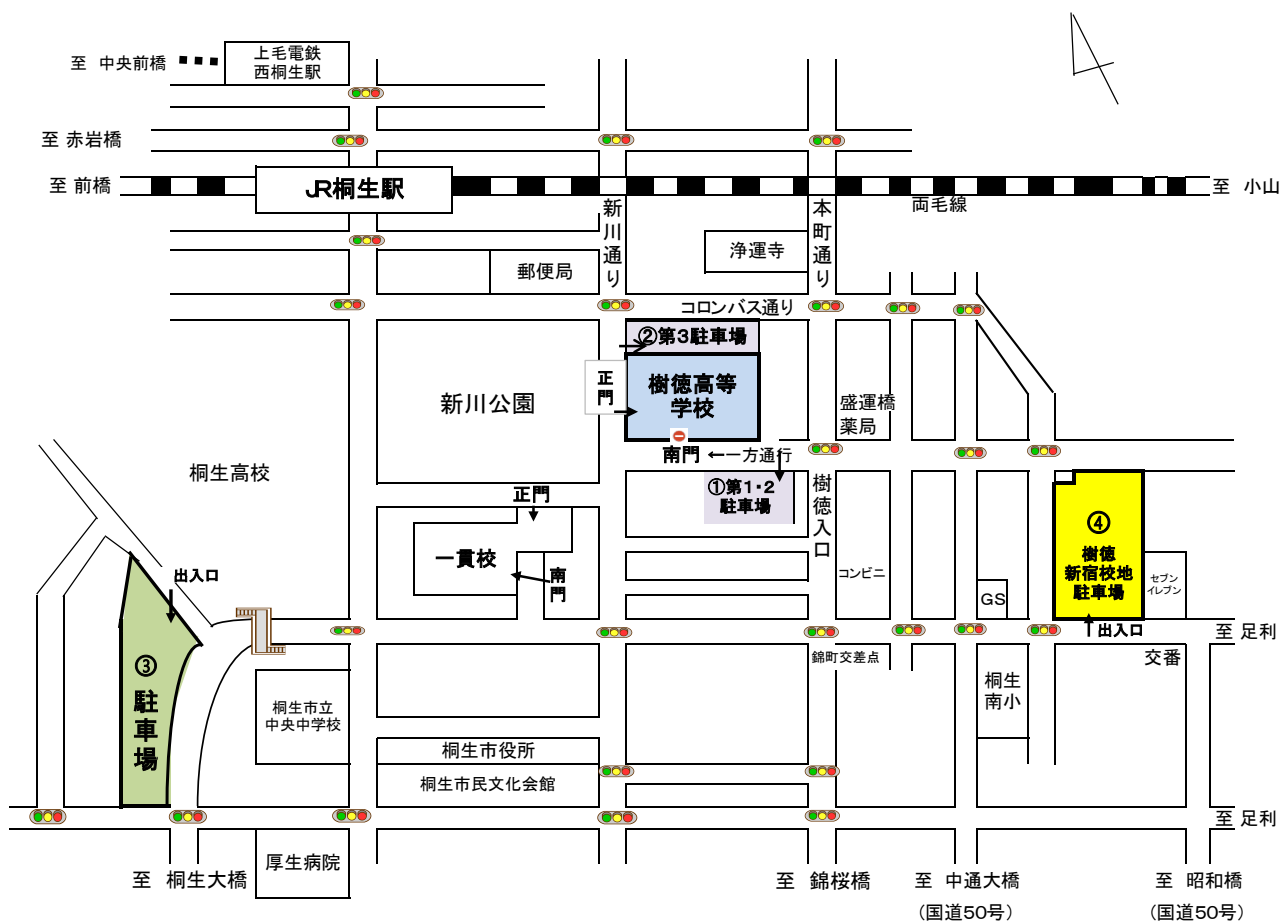 上毛電鉄
西桐生駅
至 中央前橋
至 赤岩橋
至 前橋
JR桐生駅
至 小山
両毛線
新川通り
本町通り
浄運寺
郵便局
コロンバス通り
②第3駐車場
正門
樹徳高等
学校
新川公園
盛運橋
薬局
南門
←一方通行
桐生高校
①第1・2
駐車場
樹徳入口
正門
一貫校
南門
④
樹徳
新宿校地
駐車場
セブン
イレブン
コンビニ
GS
出入口
出入口
至 足利
③
駐車場
錦町交差点
交番
桐生
南小
桐生市立
中央中学校
桐生市役所
桐生市民文化会館
至 足利
厚生病院
至 桐生大橋
至 錦桜橋
至 中通大橋
(国道50号)
至 昭和橋
(国道50号)